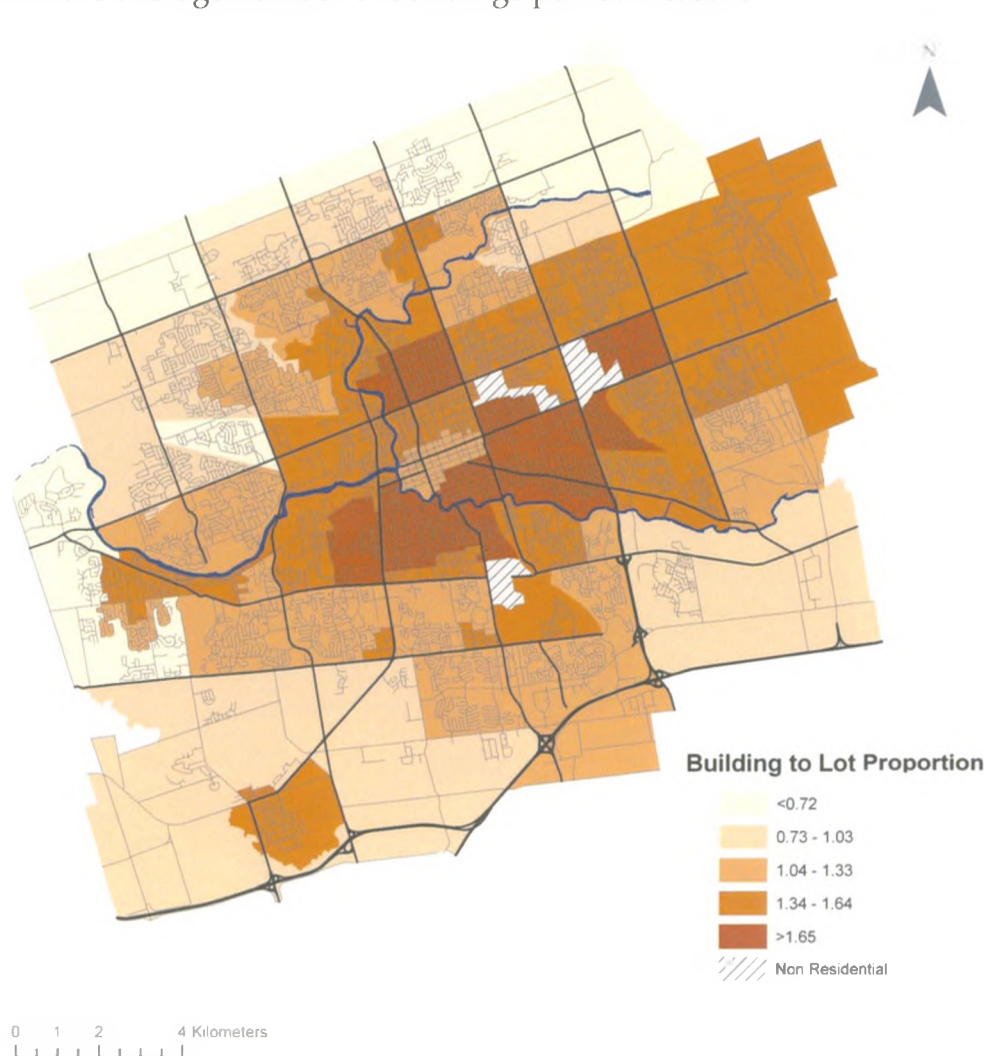 N
Building to Lot Proportion
<0.72
0.73 - 1.03
1.04 - 1.33
1.34 - 1.64
>1.65
Non Residential
0 1 2 4 Kilometers